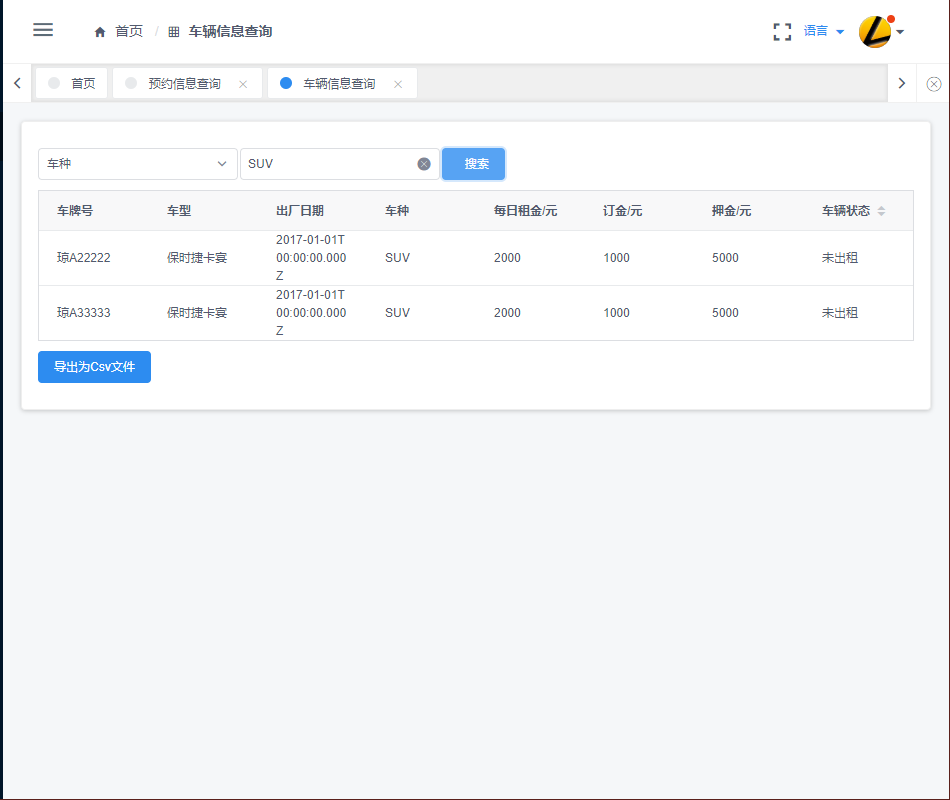 首页 / 车辆信息查询
语言
首页
预约信息查询
车辆信息查询
车种
SUV
搜索
车牌号 车型 出厂日期 车种 每日租金/元 订金/元 押金/元 车辆状态
琼A22222 保时捷卡宴 2017-01-01T
00:00:00.000
Z SUV 2000 1000 5000 未出租
琼A33333 保时捷卡宴 2017-01-01T
00:00:00.000
Z SUV 2000 1000 5000 未出租
导出为Csv文件